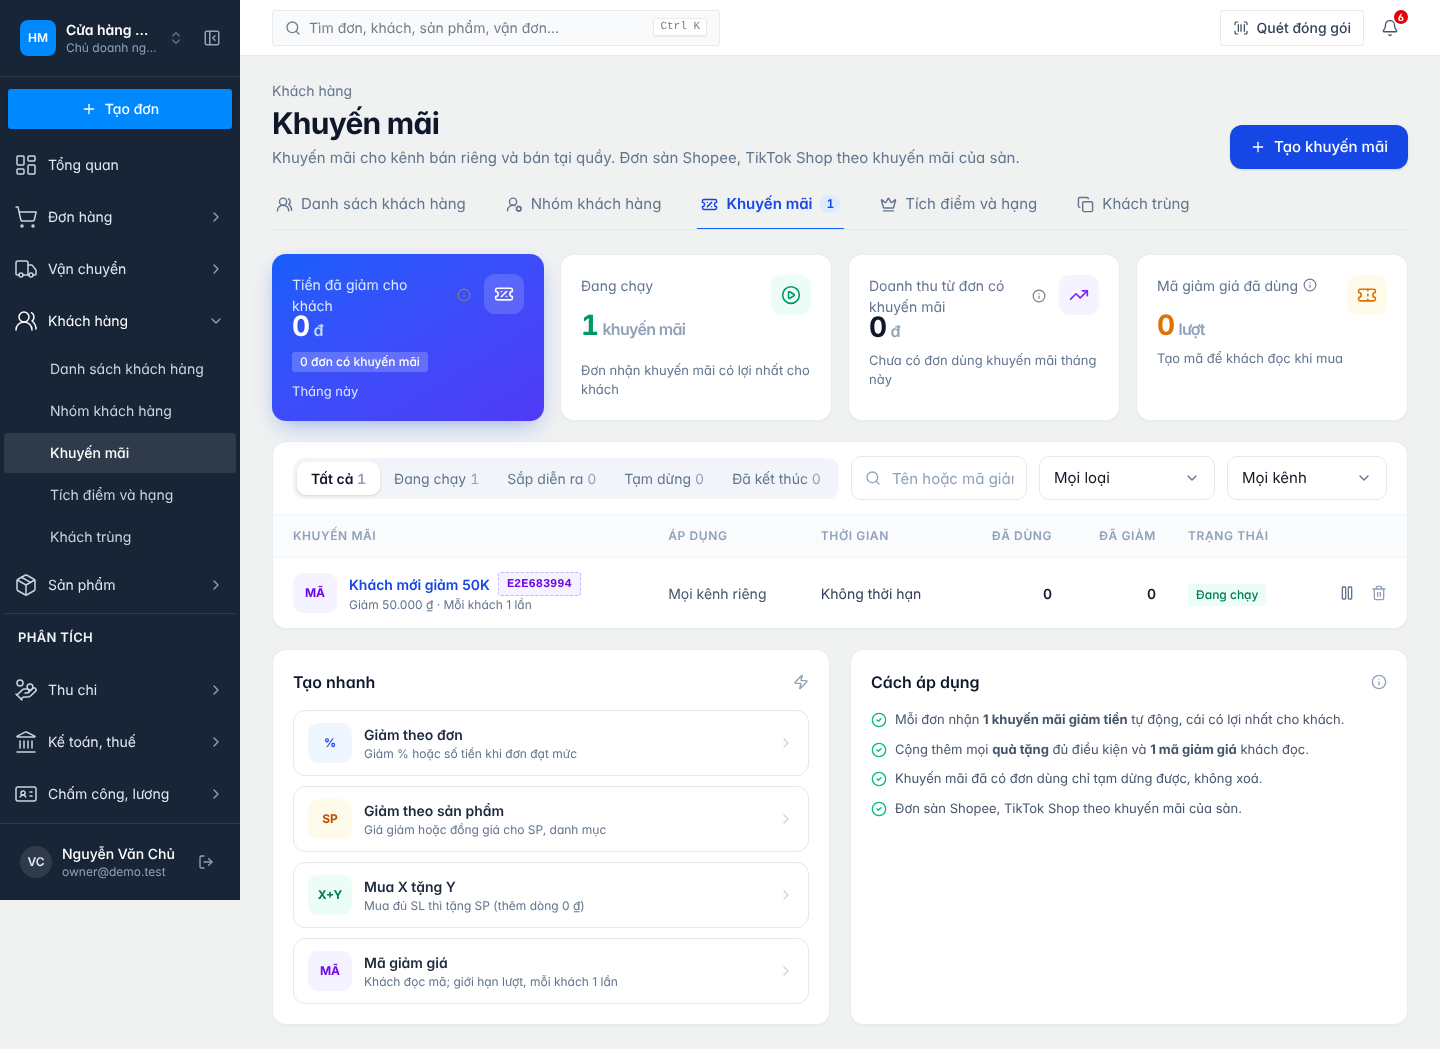 HM
Cửa hàng ...
Chủ doanh ng...
Tìm đơn, khách, sản phẩm, vận đơn...
Ctrl K
Quét đóng gói
6
Tạo đơn
Tổng quan
Đơn hàng
Vận chuyển
Khách hàng
Danh sách khách hàng
Nhóm khách hàng
Khuyến mãi
Tích điểm và hạng
Khách trùng
Sản phẩm
PHÂN TÍCH
Thu chi
Kế toán, thuế
Chấm công, lương
VC
Nguyễn Văn Chủ
owner@demo.test
Khách hàng
Khuyến mãi
Khuyến mãi cho kênh bán riêng và bán tại quầy. Đơn sàn Shopee, TikTok Shop theo khuyến mãi của sàn.
Tạo khuyến mãi
Danh sách khách hàng
Nhóm khách hàng
Khuyến mãi 1
Tích điểm và hạng
Khách trùng
Tiền đã giảm cho
khách
0 đ
0 đơn có khuyến mãi
Tháng này
Đang chạy
1 khuyến mãi
Đơn nhận khuyến mãi có lợi nhất cho
khách
Doanh thu từ đơn có
khuyến mãi
0 đ
Chưa có đơn dùng khuyến mãi tháng
này
Mã giảm giá đã dùng
0 lượt
Tạo mã để khách đọc khi mua
Tất cả 1
Đang chạy 1
Sắp diễn ra 0
Tạm dừng 0
Đã kết thúc 0
Tên hoặc mã giảm
Mọi loại
Mọi kênh
KHUYẾN MÃI
ÁP DỤNG
THỜI GIAN
ĐÃ DÙNG
ĐÃ GIẢM
TRẠNG THÁI
MÃ
Khách mới giảm 50K
E2E683994
Giảm 50.000 ₫ · Mỗi khách 1 lần
Mọi kênh riêng
Không thời hạn
0
0
Đang chạy
Tạo nhanh
%
Giảm theo đơn
Giảm % hoặc số tiền khi đơn đạt mức
SP
Giảm theo sản phẩm
Giá giảm hoặc đồng giá cho SP, danh mục
X+Y
Mua X tặng Y
Mua đủ SL thì tặng SP (thêm dòng 0 ₫)
MÃ
Mã giảm giá
Khách đọc mã; giới hạn lượt, mỗi khách 1 lần
Cách áp dụng
Mỗi đơn nhận 1 khuyến mãi giảm tiền tự động, cái có lợi nhất cho khách.
Cộng thêm mọi quà tặng đủ điều kiện và 1 mã giảm giá khách đọc.
Khuyến mãi đã có đơn dùng chỉ tạm dừng được, không xoá.
Đơn sàn Shopee, TikTok Shop theo khuyến mãi của sàn.